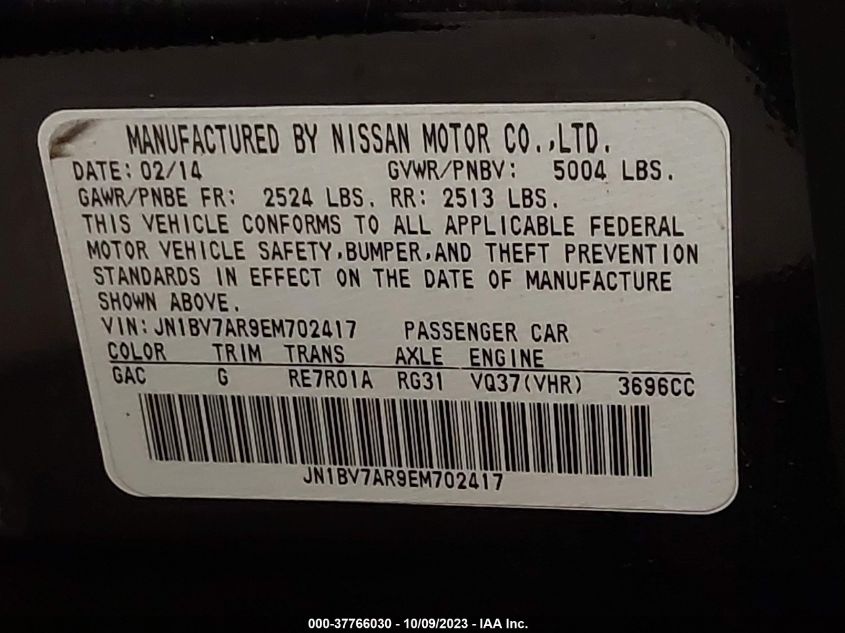 MANUFACTURED BY NISSAN MOTOR CO.,LTD.
DATE: 02/14 GVWR/PNBV: 5004 LBS.
GAWR/PNBE FR: 2524 LBS. RR: 2513 LBS.
THIS VEHICLE CONFORMS TO ALL APPLICABLE FEDERAL
MOTOR VEHICLE SAFETY,BUMPER,AND THEFT PREVENTION
STANDARDS IN EFFECT ON THE DATE OF MANUFACTURE
SHOWN ABOVE.
VIN: JN1BV7AR9EM702417 PASSENGER CAR
COLOR TRIM TRANS AXLE ENGINE
GAC G RE7R01A RG31 VQ37(VHR) 3696CC
JN1BV7AR9EM702417
000-37766030 - 10/09/2023 - IAA Inc.